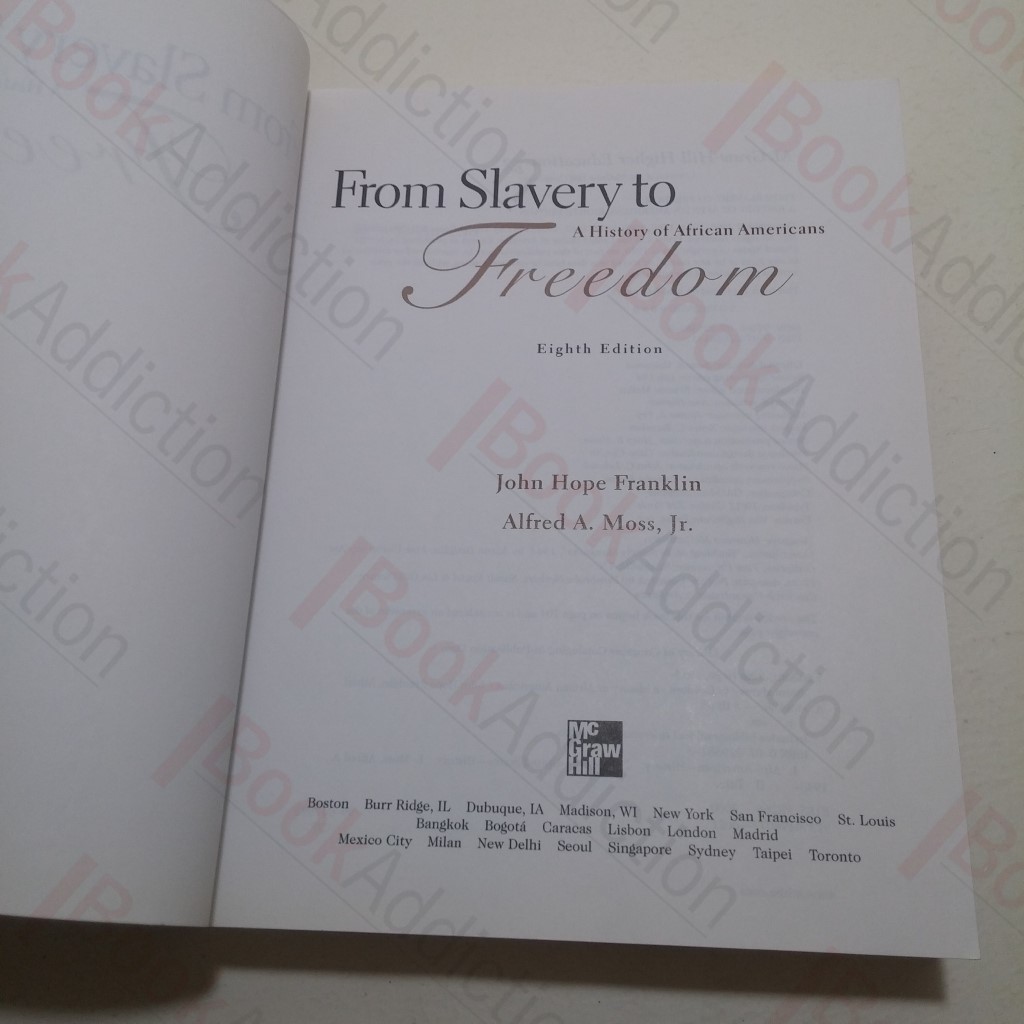 From Slavery to
A History of African Americans
Freedom
Eighth Edition
John Hope Franklin
Alfred A. Moss, Jr.
Mc
Graw
Hill
Boston Burr Ridge, IL Dubuque, IA Madison, WI New York San Francisco St. Louis
Bangkok Bogotá Caracas Lisbon London Madrid
Mexico City Milan New Delhi Seoul Singapore Sydney Taipei Toronto
BookAddiction